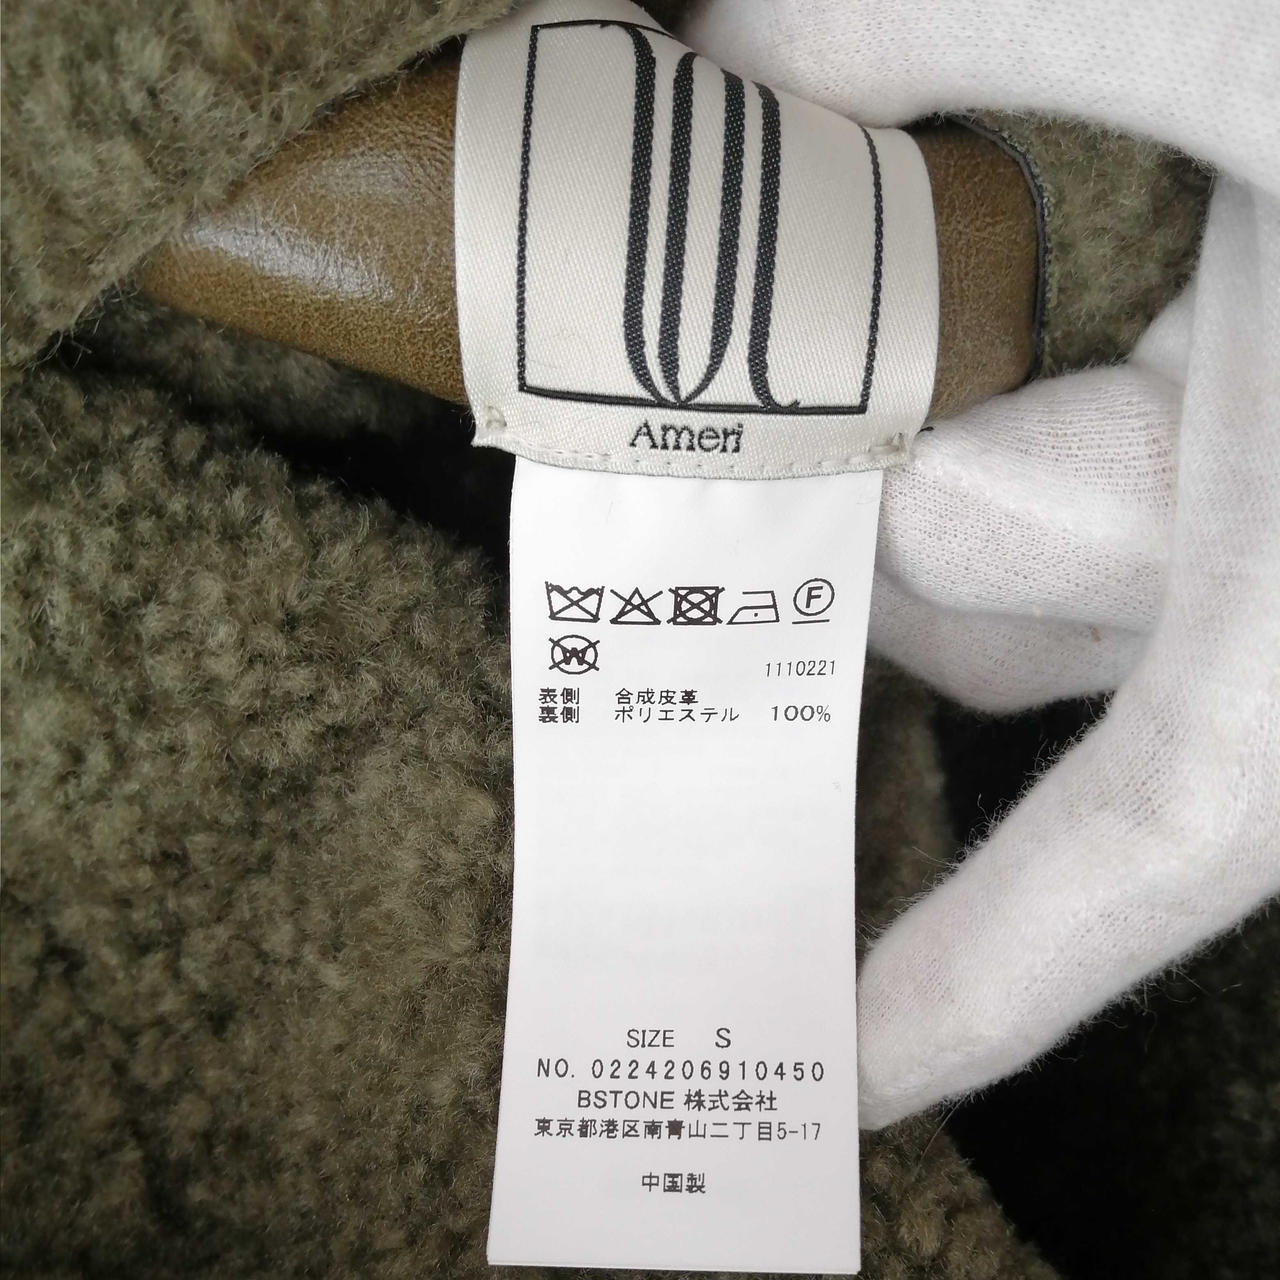 Ameri
F
W
1110221
表側 合成皮革
裏側 ポリエステル 100%
SIZE S
NO. 0224206910450
BSTONE 株式会社
東京都港区南青山二丁目5-17
中国製